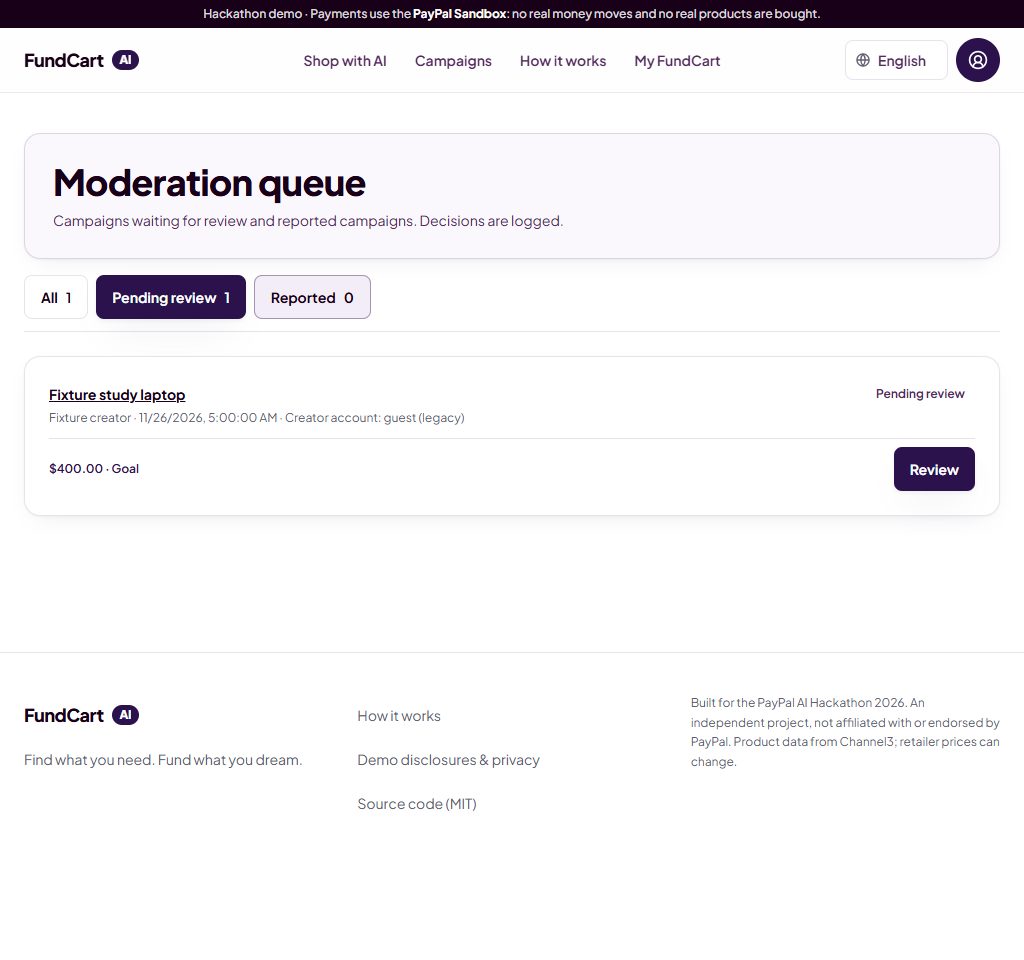 Hackathon demo · Payments use the PayPal Sandbox: no real money moves and no real products are bought.
FundCart AI
Shop with AI
Campaigns
How it works
My FundCart
English
Moderation queue
Campaigns waiting for review and reported campaigns. Decisions are logged.
All 1
Pending review 1
Reported 0
Fixture study laptop
Pending review
Fixture creator · 11/26/2026, 5:00:00 AM · Creator account: guest (legacy)
$400.00 · Goal
Review
FundCart AI
Find what you need. Fund what you dream.
How it works
Demo disclosures & privacy
Source code (MIT)
Built for the PayPal AI Hackathon 2026. An
independent project, not affiliated with or endorsed by
PayPal. Product data from Channel3; retailer prices can
change.